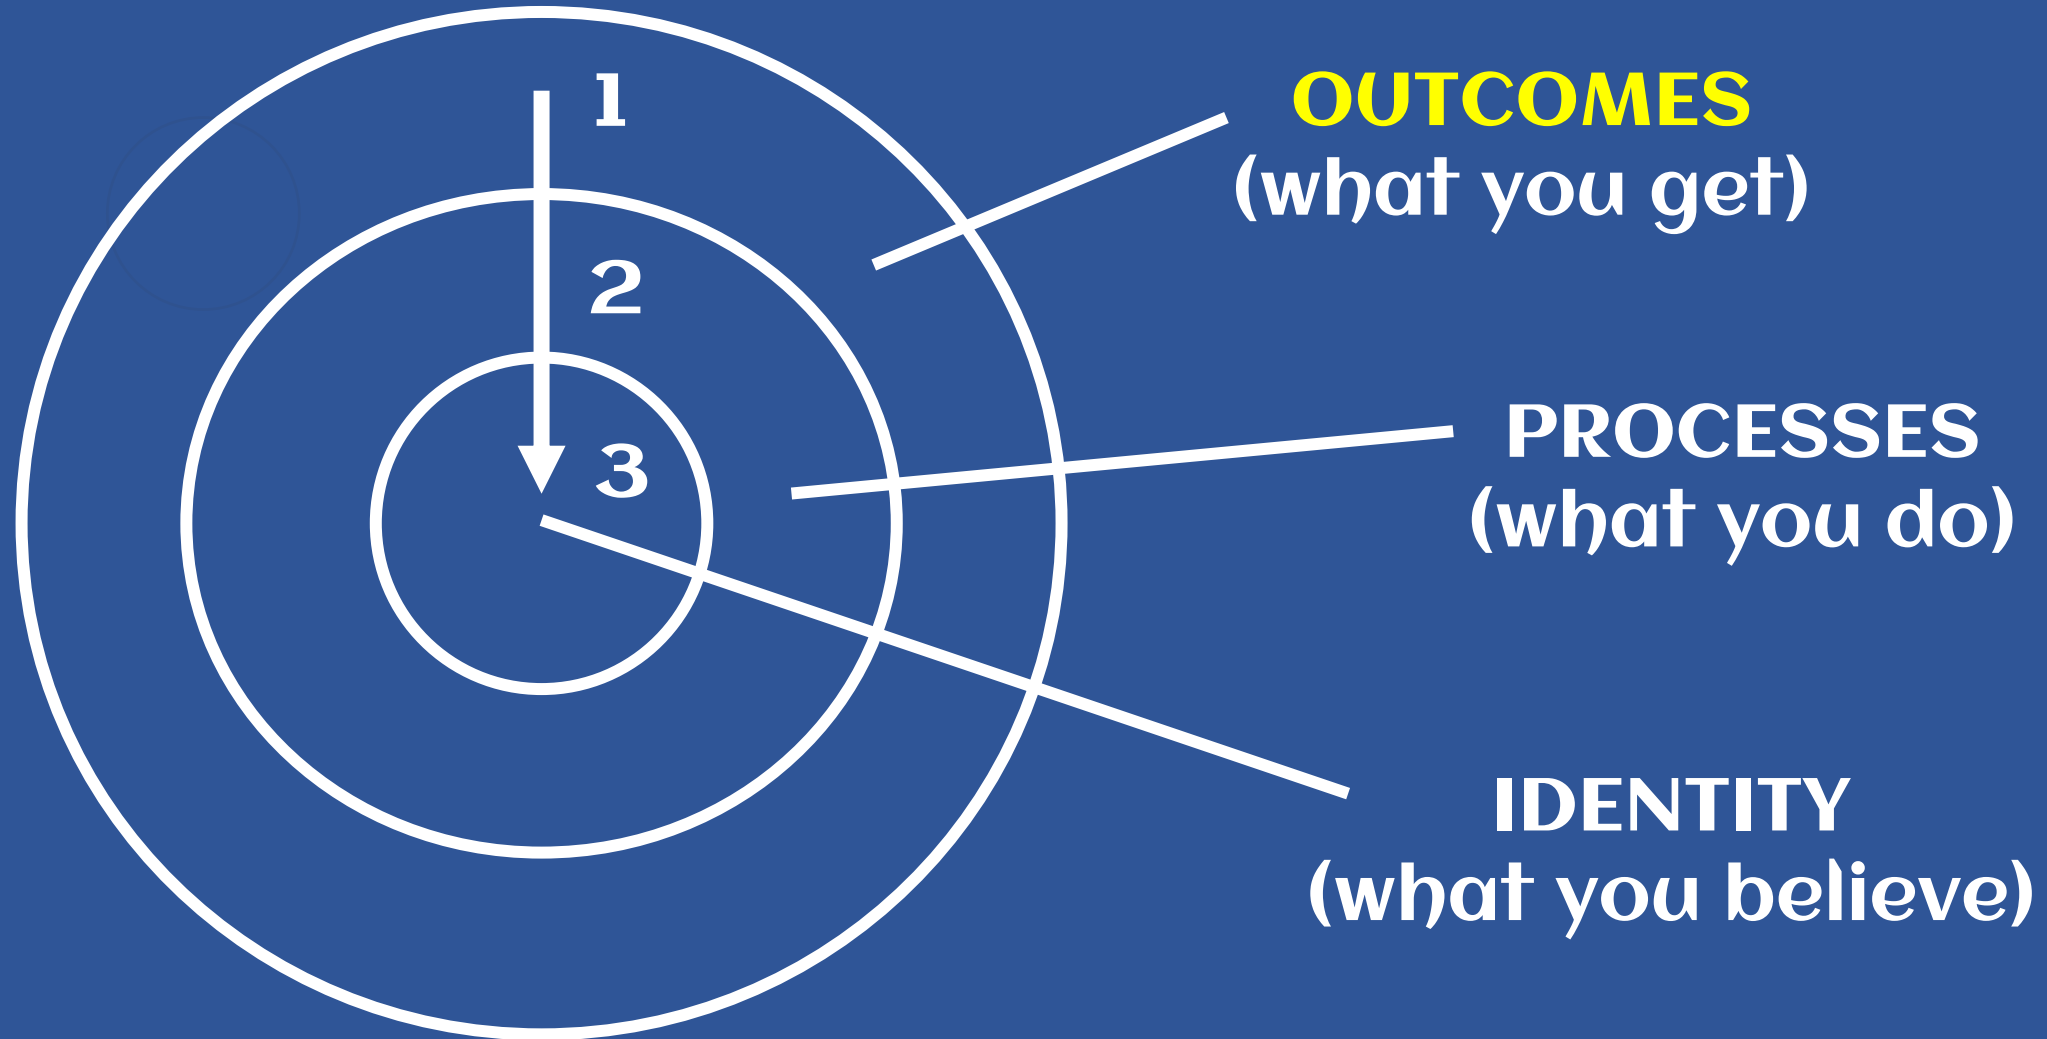 1
2
3
OUTCOMES
(what you get)
PROCESSES
(what you do)
IDENTITY
(what you believe)